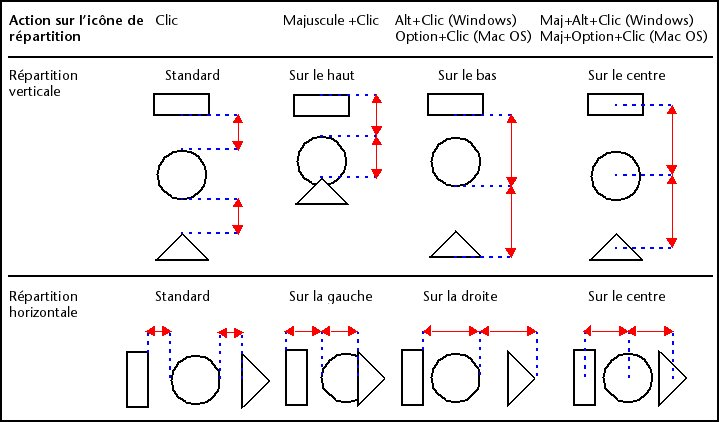 Action sur l'icône de Clic Majuscule +Clic Alt+Clic (Windows) Maj+Alt+Clic (Windows)
répartition Option+Clic (Mac OS) Maj+Option+Clic (Mac OS)
Répartition Standard Sur le haut Sur le bas Sur le centre
verticale
Répartition Standard Sur la gauche Sur la droite Sur le centre
horizontale